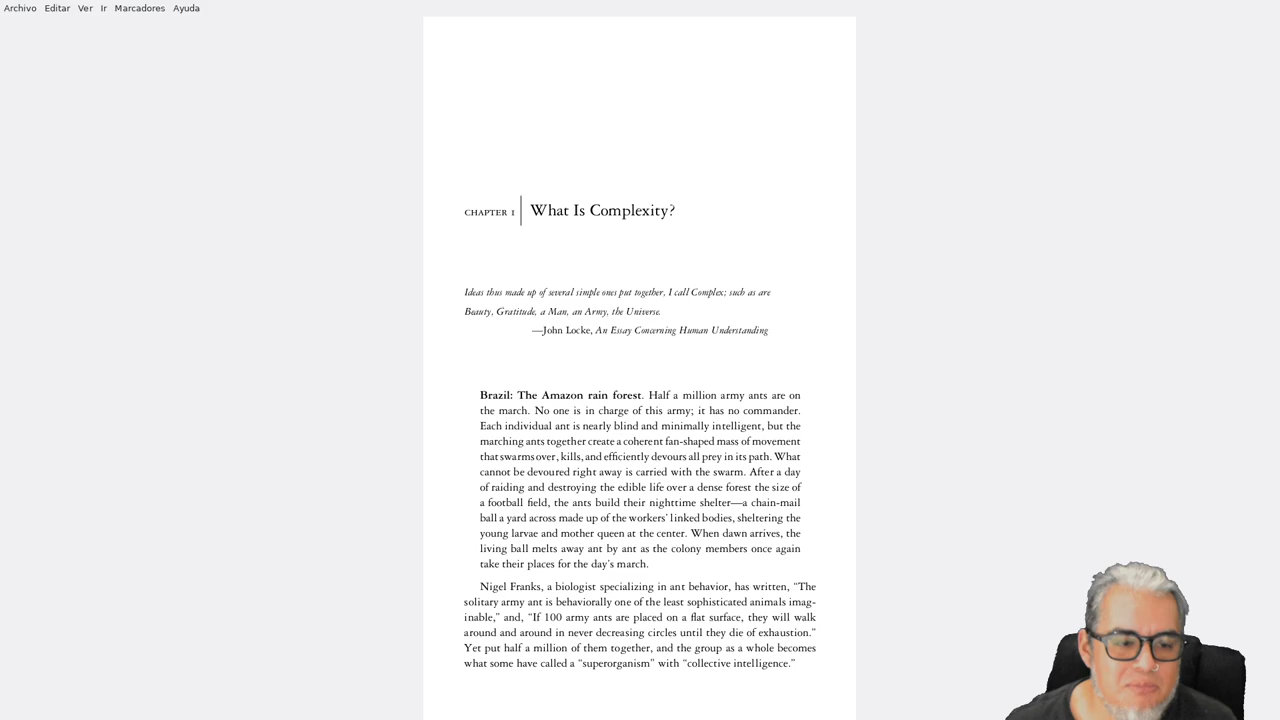 Archivo Editar Ver Ir Marcadores Ayuda
CHAPTER 1 What Is Complexity?
Ideas thus made up of several simple ones put together, I call Complex; such as are
Beauty, Gratitude, a Man, an Army, the Universe.
—John Locke, An Essay Concerning Human Understanding
Brazil: The Amazon rain forest. Half a million army ants are on
the march. No one is in charge of this army; it has no commander.
Each individual ant is nearly blind and minimally intelligent, but the
marching ants together create a coherent fan-shaped mass of movement
that swarms over, kills, and efficiently devours all prey in its path. What
cannot be devoured right away is carried with the swarm. After a day
of raiding and destroying the edible life over a dense forest the size of
a football field, the ants build their nighttime shelter—a chain-mail
ball a yard across made up of the workers' linked bodies, sheltering the
young larvae and mother queen at the center. When dawn arrives, the
living ball melts away ant by ant as the colony members once again
take their places for the day's march.
Nigel Franks, a biologist specializing in ant behavior, has written, “The
solitary army ant is behaviorally one of the least sophisticated animals imag-
inable,” and, “If 100 army ants are placed on a flat surface, they will walk
around and around in never decreasing circles until they die of exhaustion.”
Yet put half a million of them together, and the group as a whole becomes
what some have called a “superorganism” with “collective intelligence.”